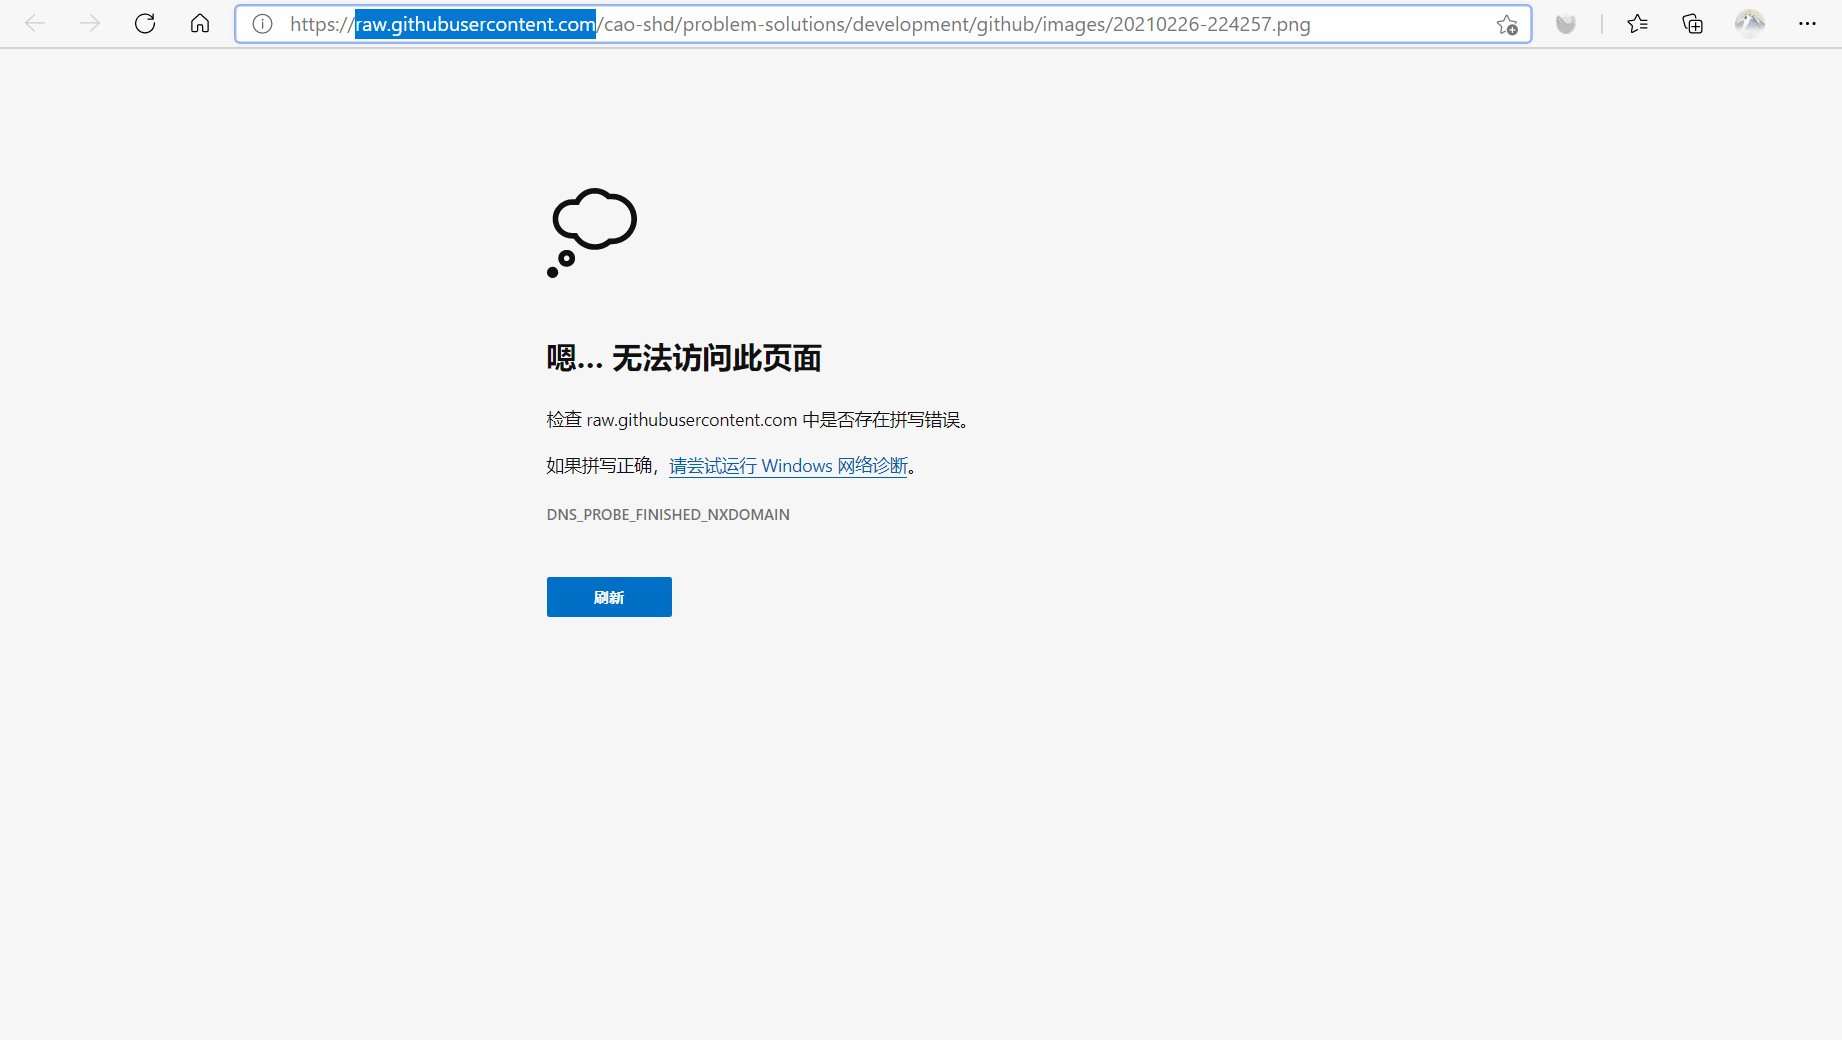 https://raw.githubusercontent.com/cao-shd/problem-solutions/development/github/images/20210226-224257.png
嗯… 无法访问此页面
检查 raw.githubusercontent.com 中是否存在拼写错误。
如果拼写正确，请尝试运行 Windows 网络诊断。
DNS_PROBE_FINISHED_NXDOMAIN
刷新